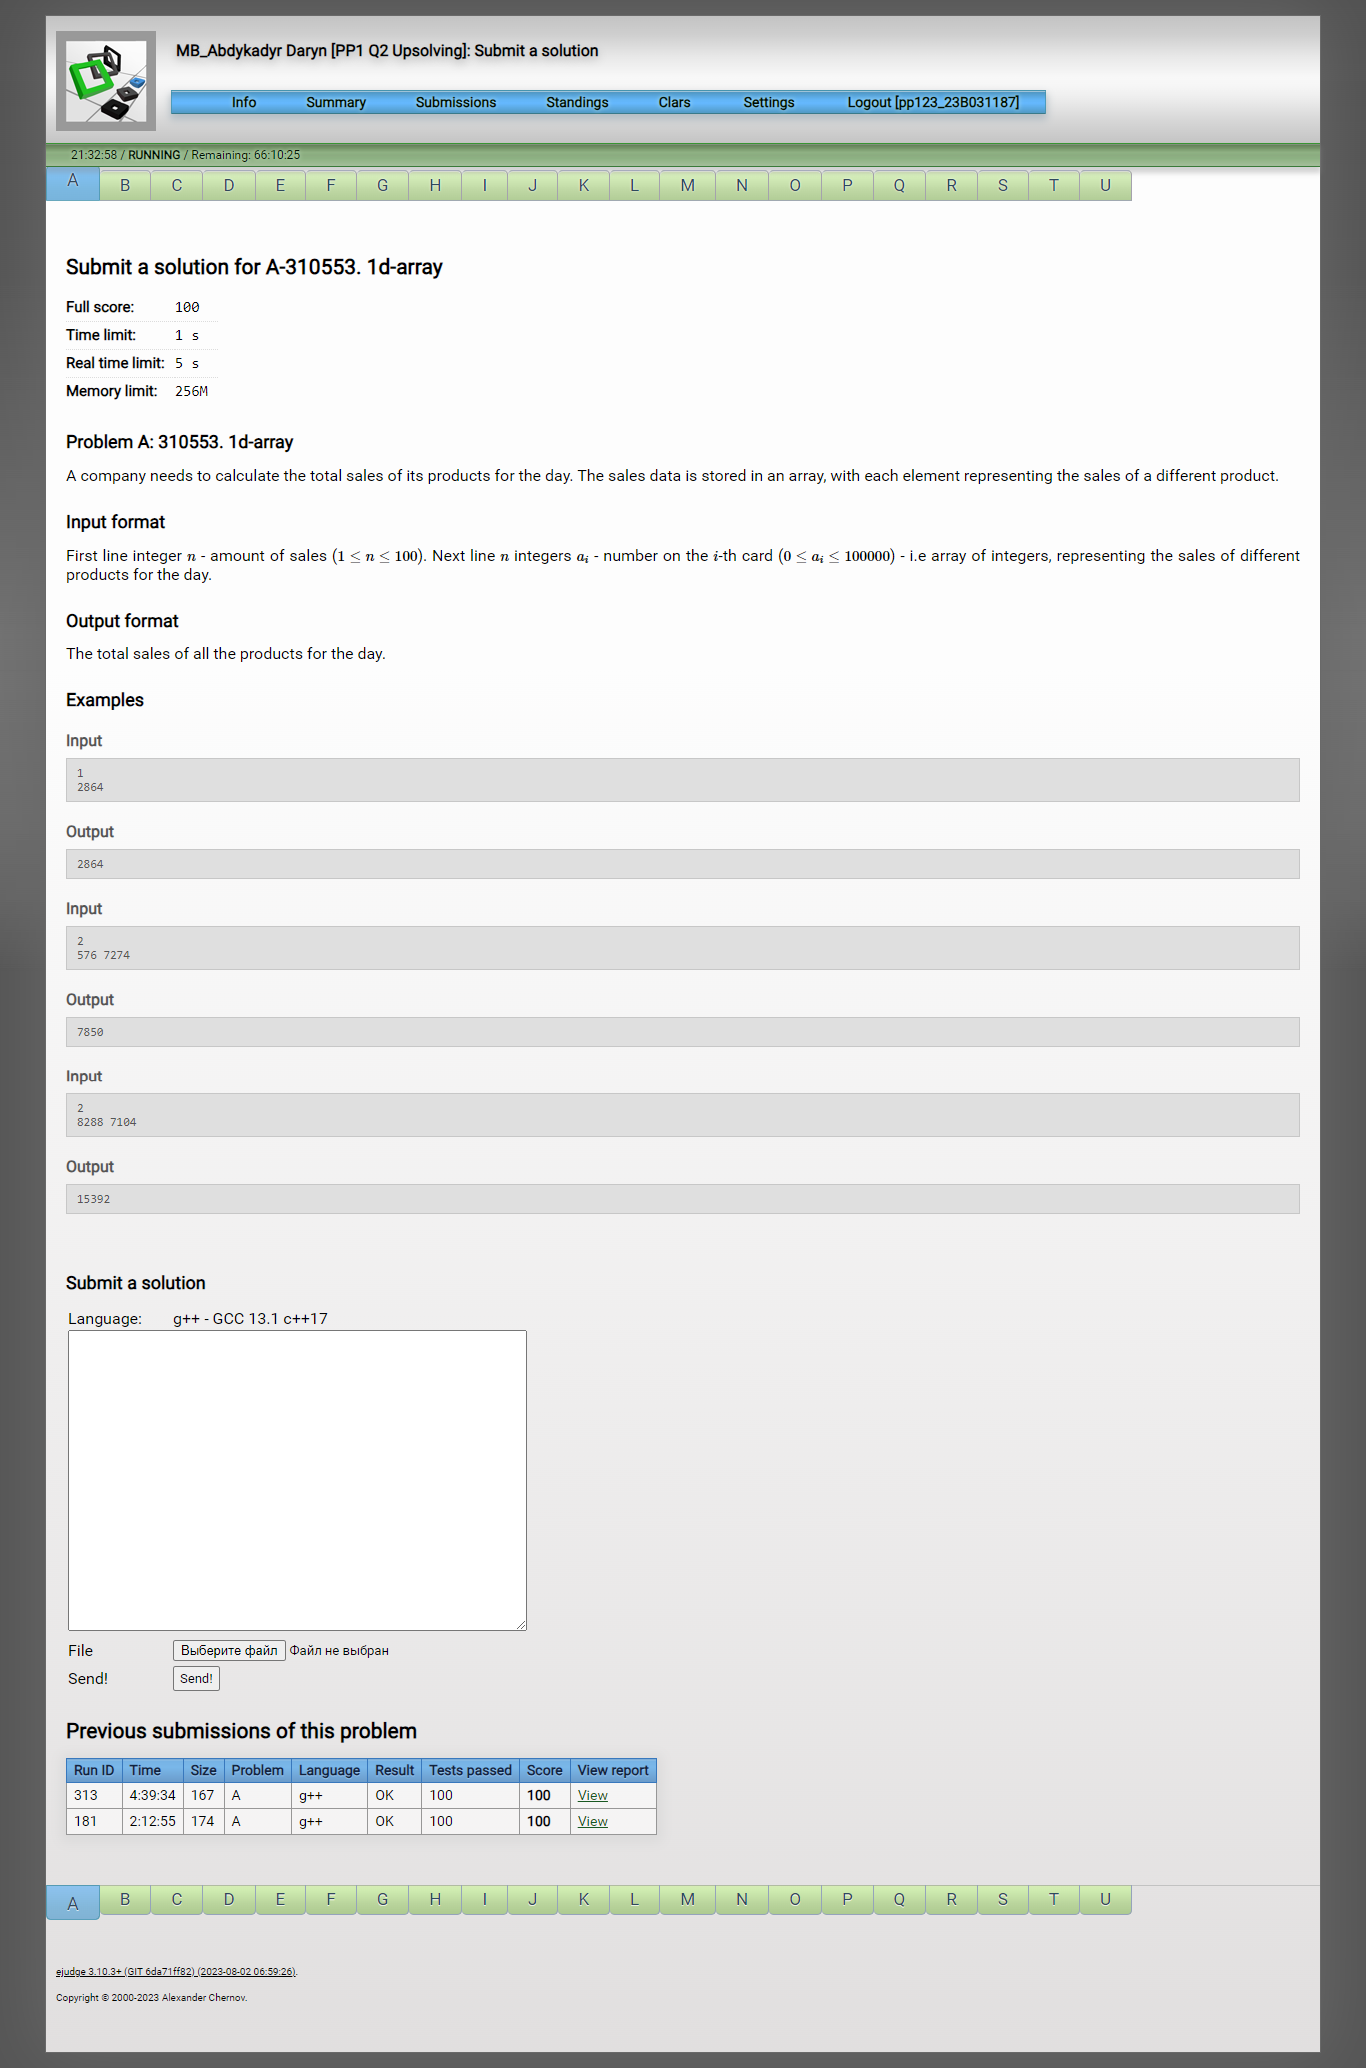 MB_Abdykadyr Daryn [PP1 Q2 Upsolving]: Submit a solution
Info Summary Submissions Standings Clars Settings Logout [pp123_23B031187]
21:32:58 / RUNNING / Remaining: 66:10:25
A B C D E F G H I J K L M N O P Q R S T U
Submit a solution for A-310553. 1d-array
Full score: 100
Time limit: 1 s
Real time limit: 5 s
Memory limit: 256M
Problem A: 310553. 1d-array
A company needs to calculate the total sales of its products for the day. The sales data is stored in an array, with each element representing the sales of a different product.
Input format
First line integer n - amount of sales (1 ≤ n ≤ 100). Next line n integers aᵢ - number on the i-th card (0 ≤ aᵢ ≤ 100000) - i.e array of integers, representing the sales of different
products for the day.
Output format
The total sales of all the products for the day.
Examples
Input
1
2864
Output
2864
Input
2
576 7274
Output
7850
Input
2
8288 7104
Output
15392
Submit a solution
Language: g++ - GCC 13.1 c++17
File Выберите файл Файл не выбран
Send! Send!
Previous submissions of this problem
Run ID Time Size Problem Language Result Tests passed Score View report
313 4:39:34 167 A g++ OK 100 100 View
181 2:12:55 174 A g++ OK 100 100 View
A B C D E F G H I J K L M N O P Q R S T U
ejudge 3.10.3+ (GIT 6da71ff82) (2023-08-02 06:59:26).
Copyright © 2000-2023 Alexander Chernov.